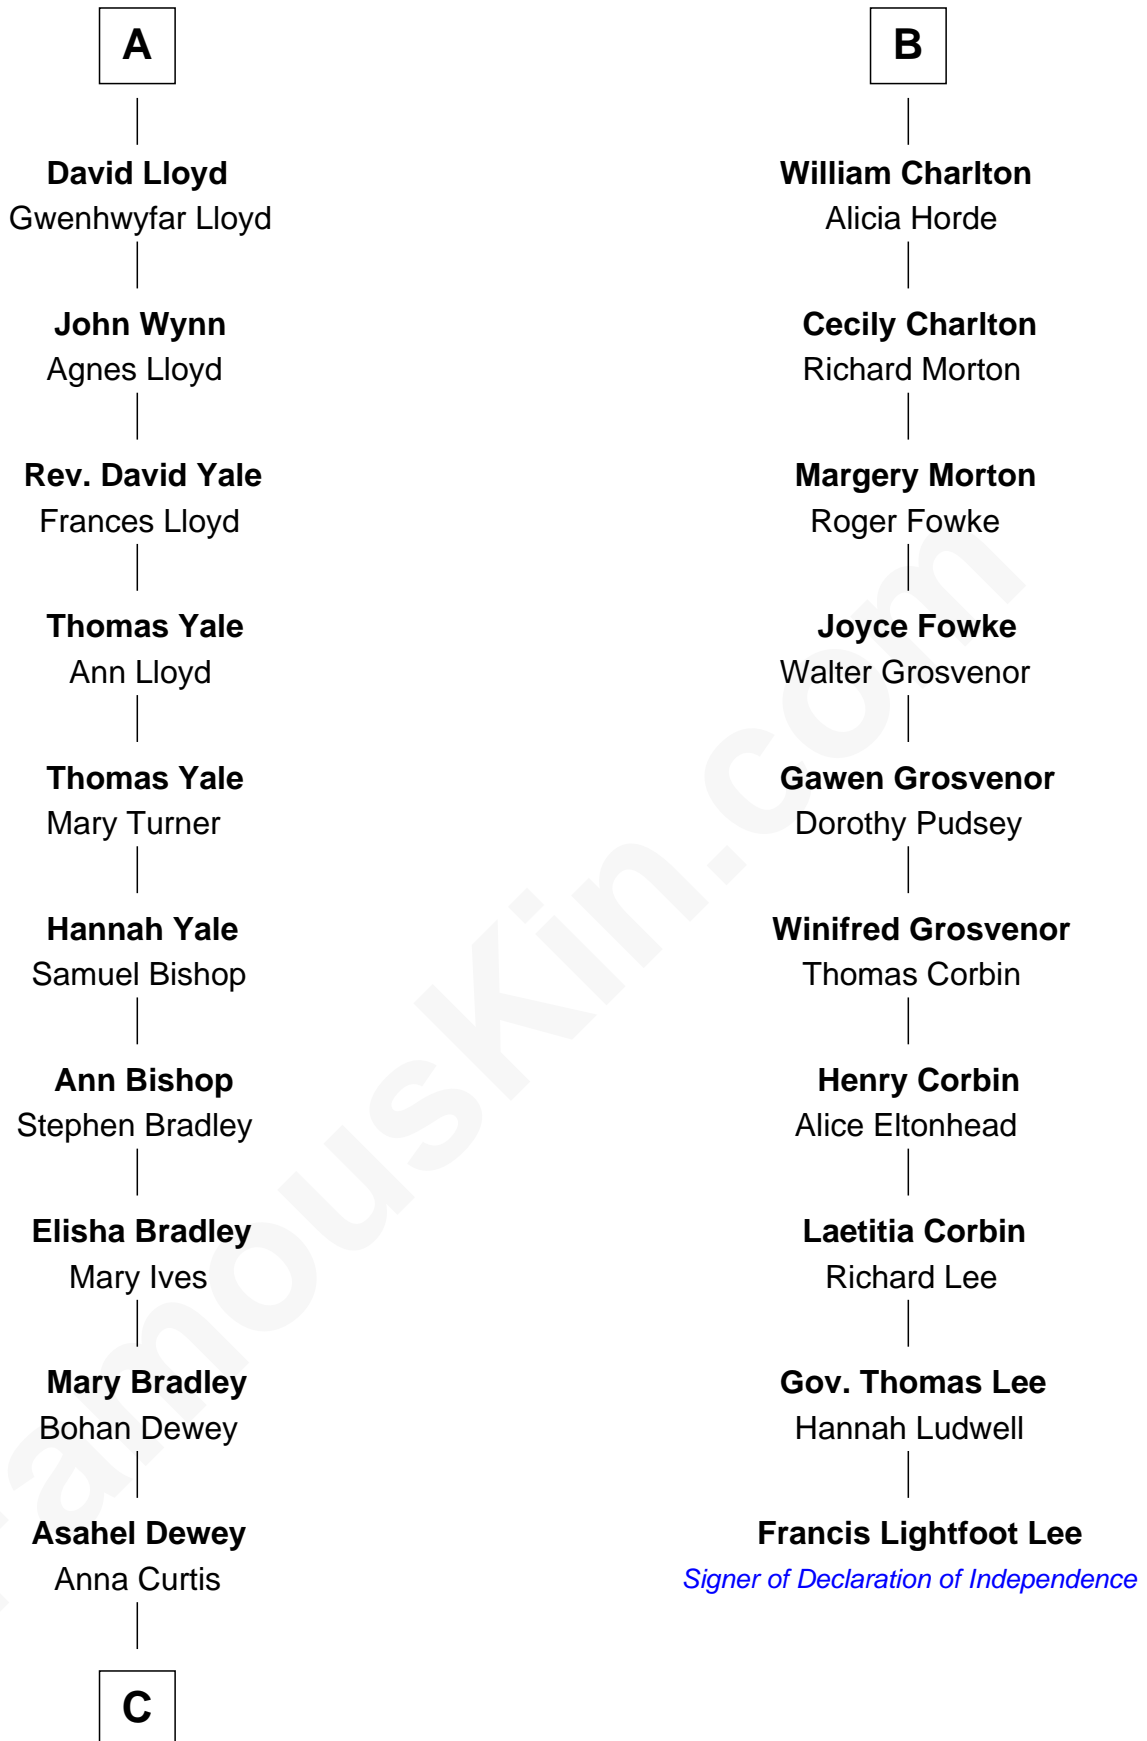 A
David Lloyd
Gwenhwyfar Lloyd
John Wynn
Agnes Lloyd
Rev. David Yale
Frances Lloyd
Thomas Yale
Ann Lloyd
Thomas Yale
Mary Turner
Hannah Yale
Samuel Bishop
Ann Bishop
Stephen Bradley
Elisha Bradley
Mary Ives
Mary Bradley
Bohan Dewey
Asahel Dewey
Anna Curtis
C
B
William Charlton
Alicia Horde
Cecily Charlton
Richard Morton
Margery Morton
Roger Fowke
Joyce Fowke
Walter Grosvenor
Gawen Grosvenor
Dorothy Pudsey
Winifred Grosvenor
Thomas Corbin
Henry Corbin
Alice Eltonhead
Laetitia Corbin
Richard Lee
Gov. Thomas Lee
Hannah Ludwell
Francis Lightfoot Lee
Signer of Declaration of Independence
FamousKin.com